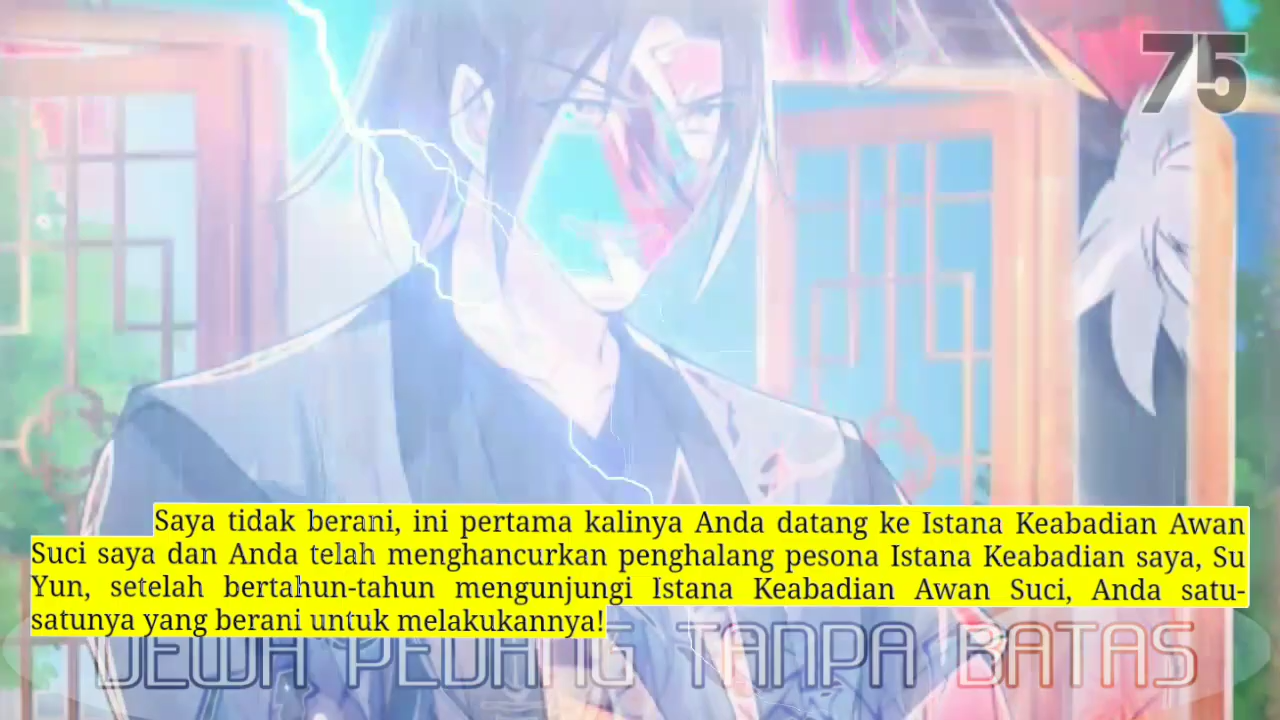 75
Saya tidak berani, ini pertama kalinya Anda datang ke Istana Keabadian Awan
Suci saya dan Anda telah menghancurkan penghalang pesona Istana Keabadian saya, Su
Yun, setelah bertahun-tahun mengunjungi Istana Keabadian Awan Suci, Anda satu-
satunya yang berani untuk melakukannya!
DEWA PEDANG TANPA BATAS